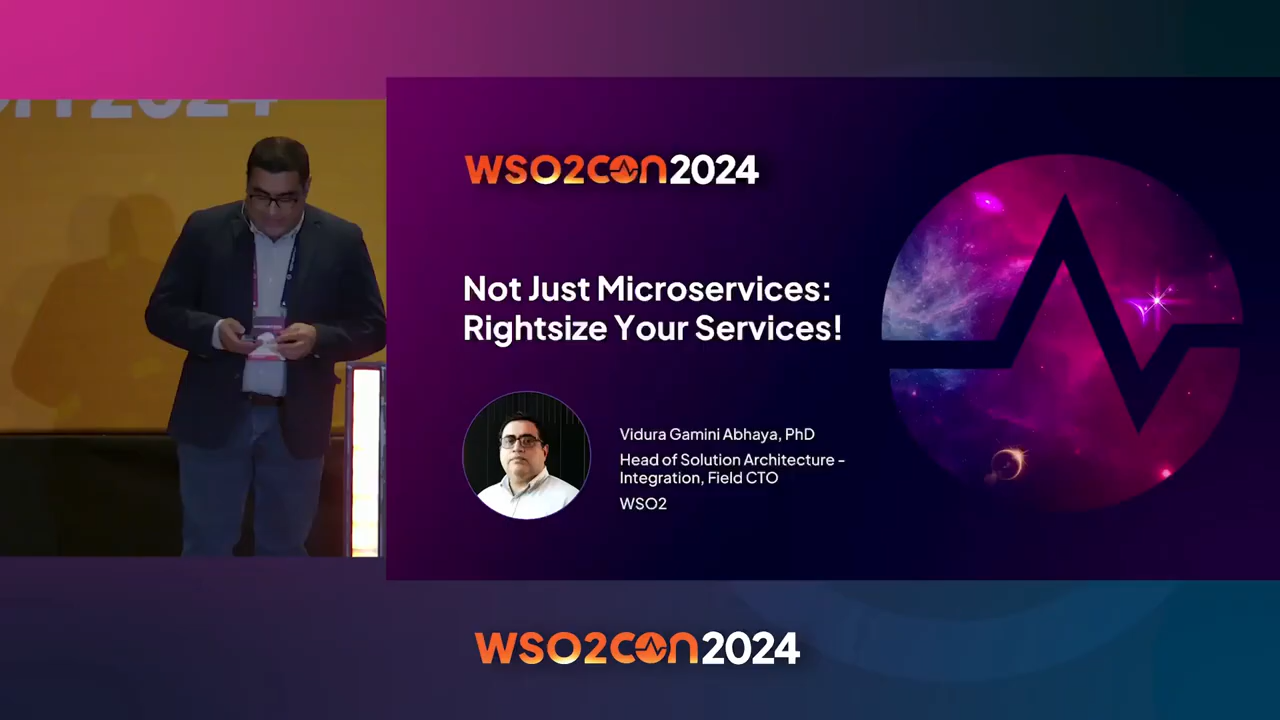 2024
WSO2CON2024
Not Just Microservices:
Rightsize Your Services!
Vidura Gamini Abhaya, PhD
Head of Solution Architecture -
Integration, Field CTO
WSO2
WSO2CON2024